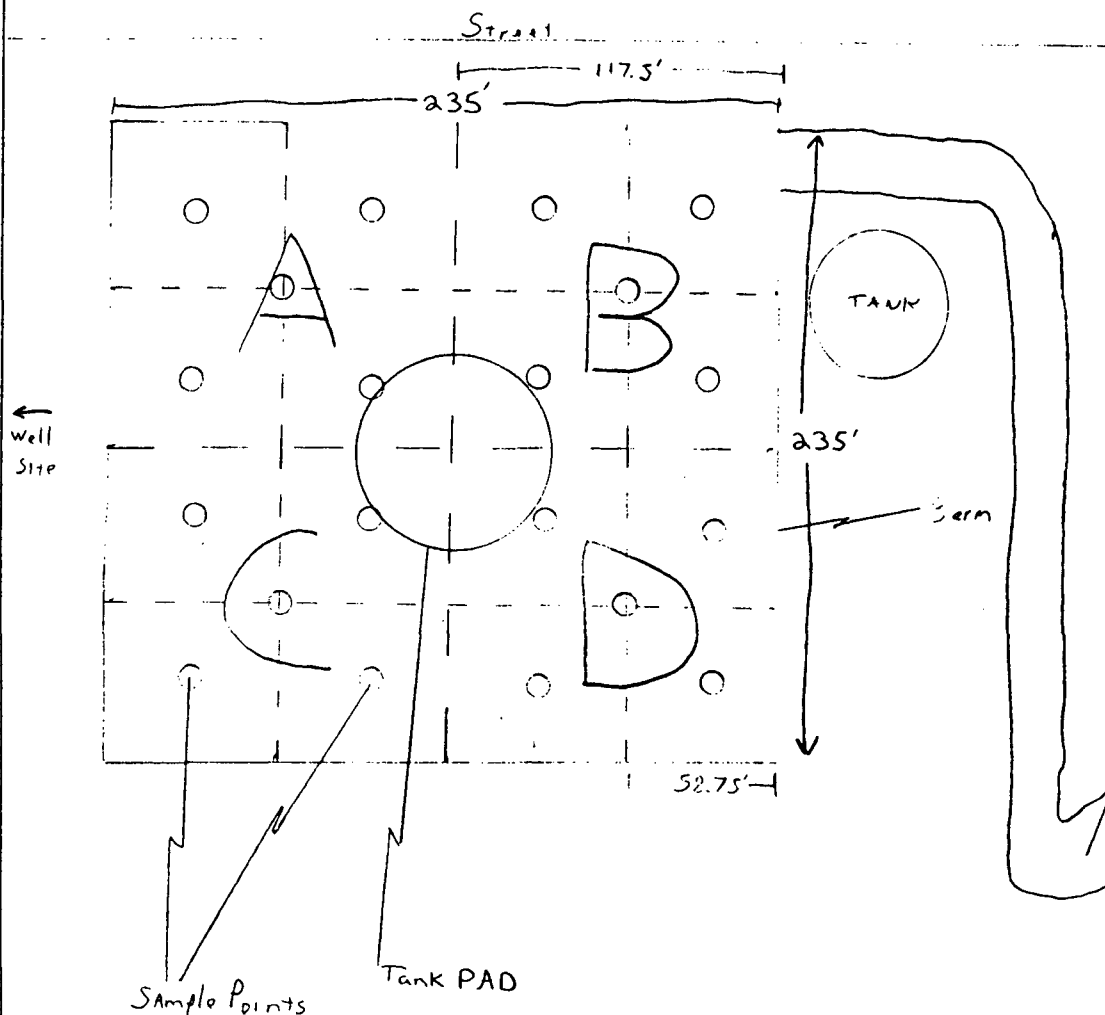 Street
117.5'
235'
A
B
TANK
← Well
Site
235'
Berm
C
D
52.75'
Sample Points
Tank PAD